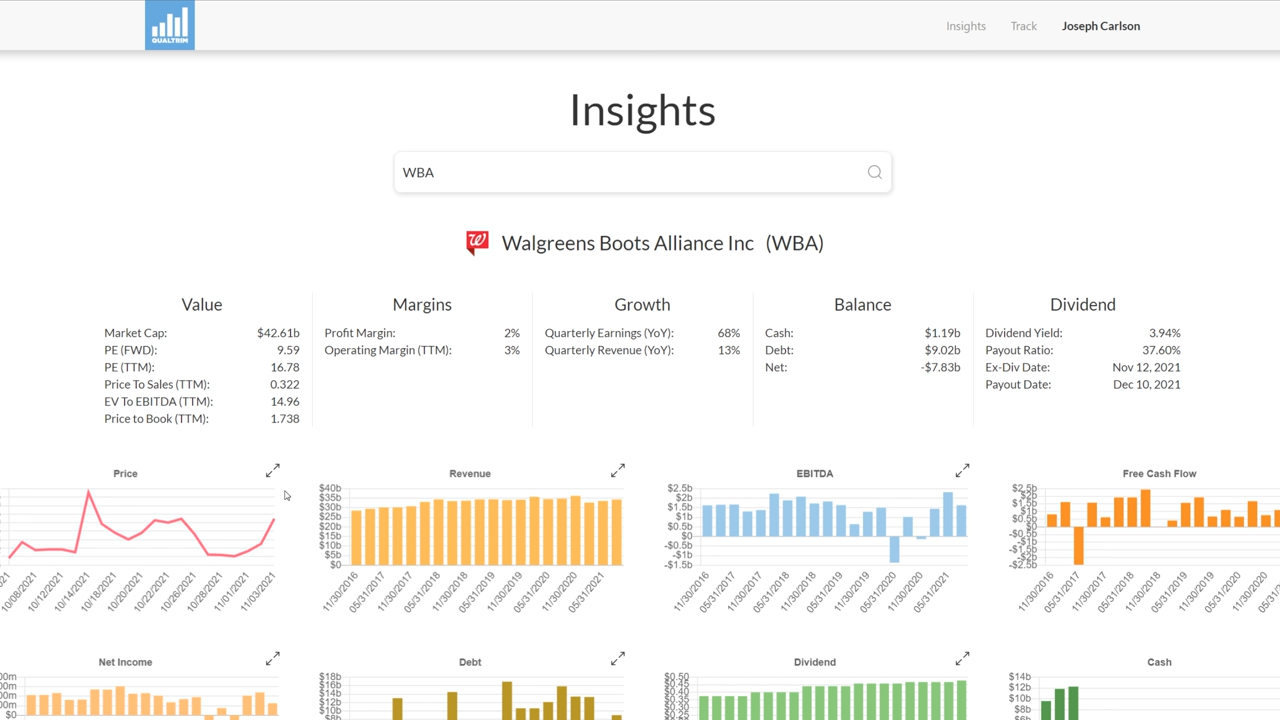 QUALTRIM
Insights
Track
Joseph Carlson
Insights
WBA
Walgreens Boots Alliance Inc (WBA)
Value
Market Cap: $42.61b
PE (FWD): 9.59
PE (TTM): 16.78
Price To Sales (TTM): 0.322
EV To EBITDA (TTM): 14.96
Price to Book (TTM): 1.738
Margins
Profit Margin: 2%
Operating Margin (TTM): 3%
Growth
Quarterly Earnings (YoY): 68%
Quarterly Revenue (YoY): 13%
Balance
Cash: $1.19b
Debt: $9.02b
Net: -$7.83b
Dividend
Dividend Yield: 3.94%
Payout Ratio: 37.60%
Ex-Div Date: Nov 12, 2021
Payout Date: Dec 10, 2021
Price
10/08/2021
10/12/2021
10/14/2021
10/18/2021
10/20/2021
10/22/2021
10/26/2021
10/28/2021
11/01/2021
11/03/2021
Revenue
$40b
$35b
$30b
$25b
$20b
$15b
$10b
$5b
$0
11/30/2016
05/31/2017
11/30/2017
05/31/2018
11/30/2018
05/31/2019
11/30/2019
05/31/2020
11/30/2020
05/31/2021
EBITDA
$2.5b
$2b
$1.5b
$1b
$0.5b
$0
-$0.5b
-$1b
-$1.5b
11/30/2016
05/31/2017
11/30/2017
05/31/2018
11/30/2018
05/31/2019
11/30/2019
05/31/2020
11/30/2020
05/31/2021
Free Cash Flow
$2.5b
$2b
$1.5b
$1b
$0.5b
$0
-$0.5b
-$1b
-$1.5b
-$2b
-$2.5b
11/30/2016
05/31/2017
11/30/2017
05/31/2018
11/30/2018
05/31/2019
11/30/2019
05/31/2020
11/30/2020
Net Income
$0
Debt
$18b
$16b
$14b
$12b
$10b
$8b
Dividend
$0.50
$0.45
$0.40
$0.35
$0.30
$0.25
Cash
$14b
$12b
$10b
$8b
$6b